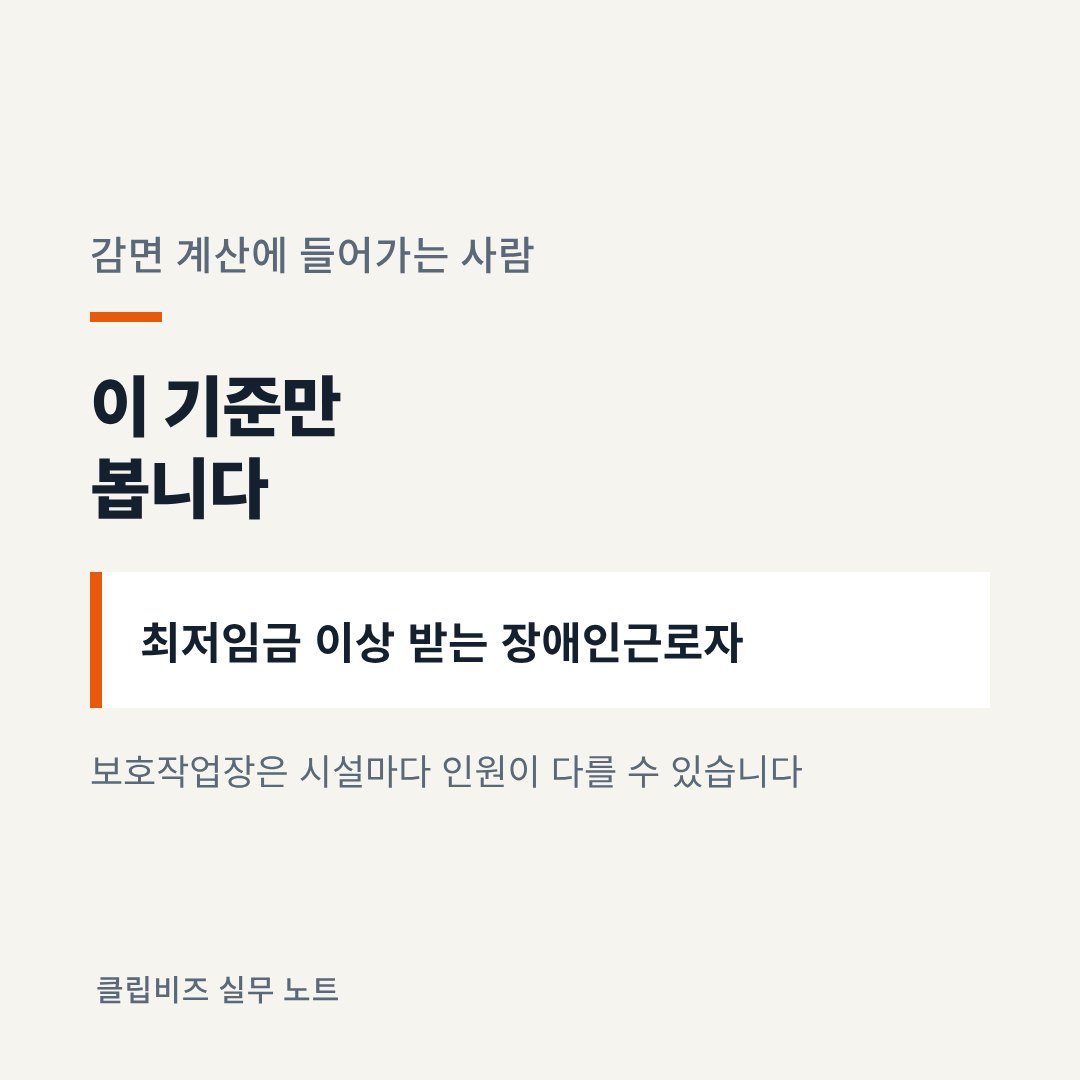 감면 계산에 들어가는 사람
이 기준만
봅니다
최저임금 이상 받는 장애인근로자
보호작업장은 시설마다 인원이 다를 수 있습니다
클립비즈 실무 노트